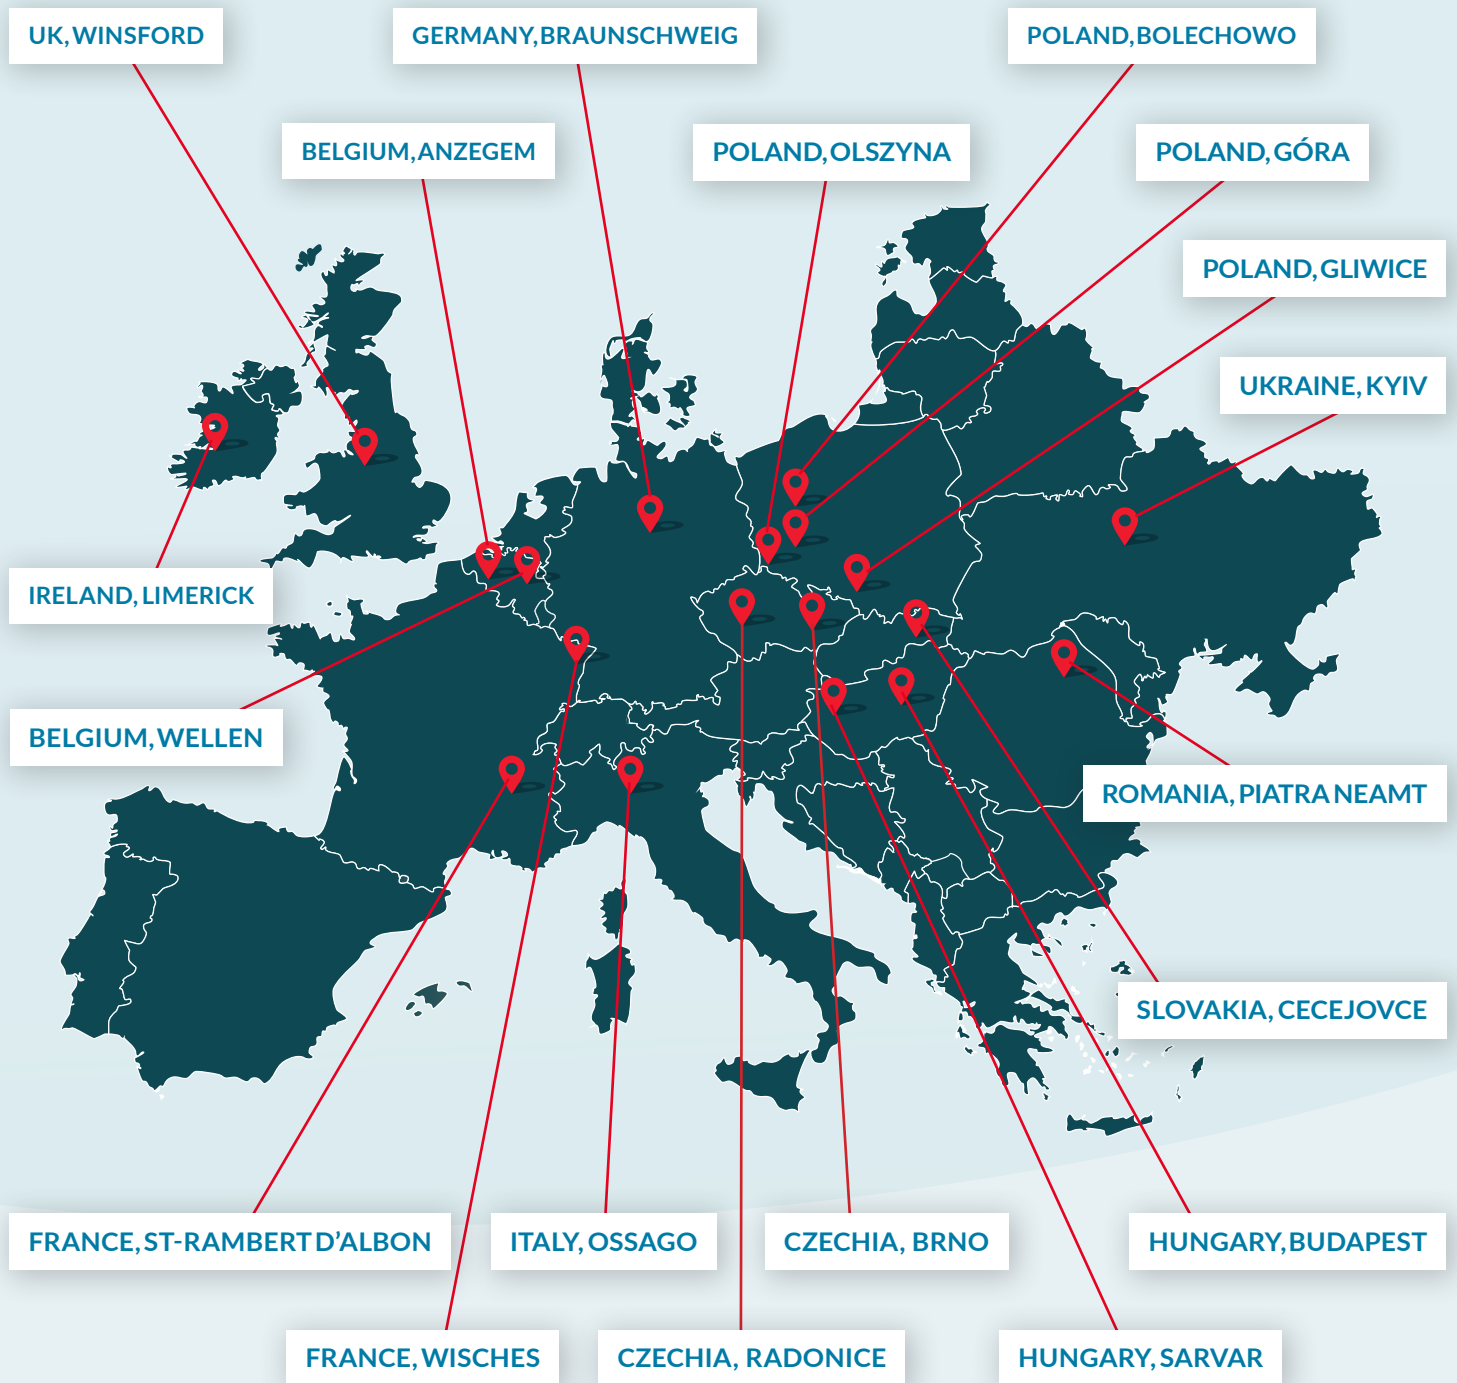 UK, WINSFORD
GERMANY, BRAUNSCHWEIG
POLAND, BOLECHOWO
BELGIUM, ANZEGEM
POLAND, OLSZYNA
POLAND, GÓRA
POLAND, GLIWICE
UKRAINE, KYIV
IRELAND, LIMERICK
BELGIUM, WELLEN
ROMANIA, PIATRA NEAMT
SLOVAKIA, CECEJOVCE
FRANCE, ST-RAMBERT D’ALBON
ITALY, OSSAGO
CZECHIA, BRNO
HUNGARY, BUDAPEST
FRANCE, WISCHES
CZECHIA, RADONICE
HUNGARY, SARVAR